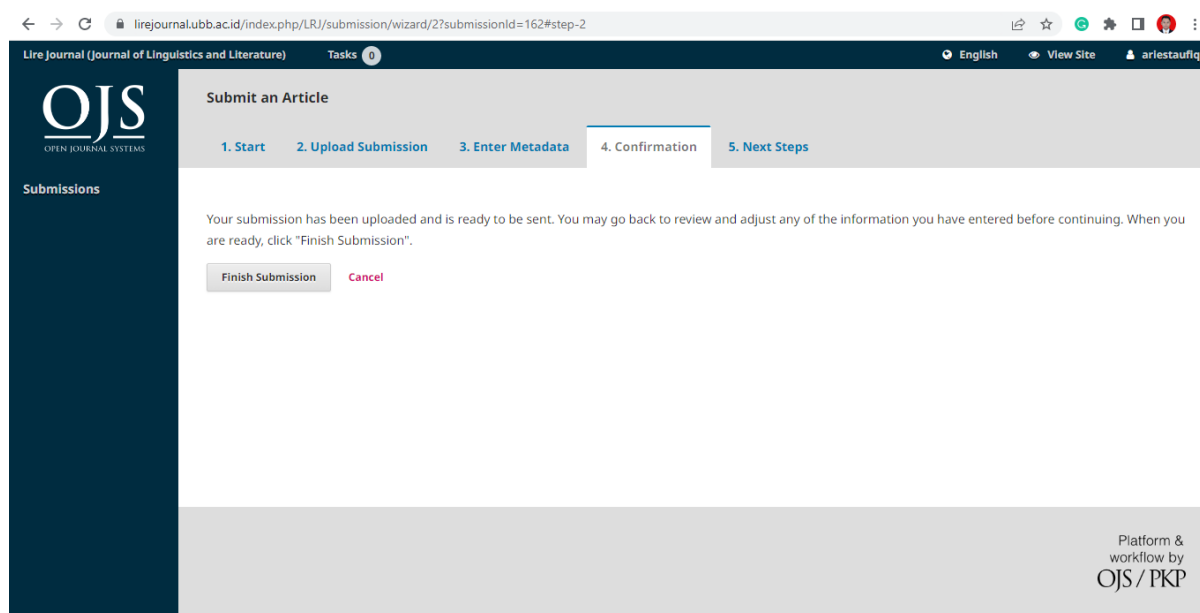 lirejournal.ubb.ac.id/index.php/LRJ/submission/wizard/2?submissionId=162#step-2
Lire Journal (Journal of Linguistics and Literature) Tasks 0 English View Site ariestaufiq
OJS
OPEN JOURNAL SYSTEMS
Submissions
Submit an Article
1. Start 2. Upload Submission 3. Enter Metadata 4. Confirmation 5. Next Steps
Your submission has been uploaded and is ready to be sent. You may go back to review and adjust any of the information you have entered before continuing. When you
are ready, click "Finish Submission".
Finish Submission Cancel
Platform &
workflow by
OJS / PKP